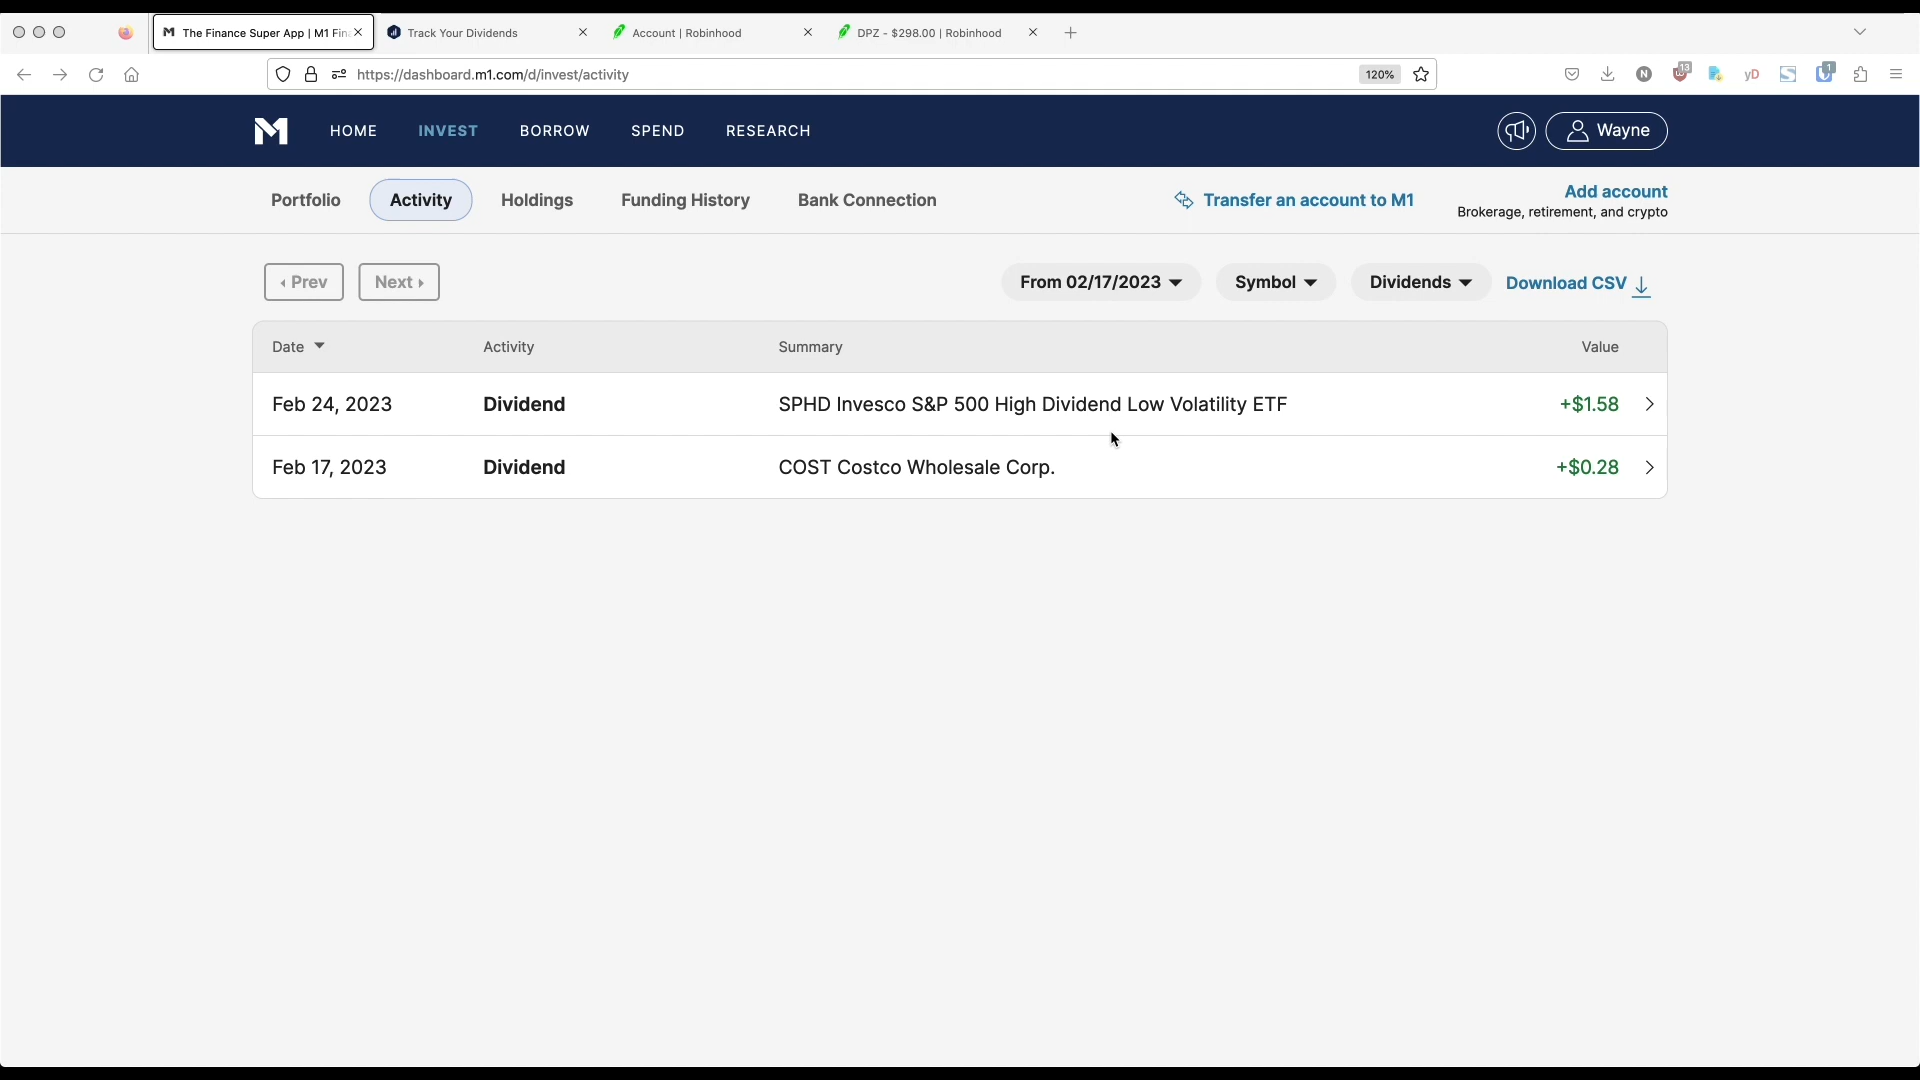 The Finance Super App | M1 Fin
Track Your Dividends
Account | Robinhood
DPZ - $298.00 | Robinhood
https://dashboard.m1.com/d/invest/activity
120%
N
13
yD
1
M
HOME
INVEST
BORROW
SPEND
RESEARCH
Wayne
Portfolio
Activity
Holdings
Funding History
Bank Connection
Transfer an account to M1
Add account
Brokerage, retirement, and crypto
Prev
Next
From 02/17/2023
Symbol
Dividends
Download CSV
Date Activity Summary Value
Feb 24, 2023 Dividend SPHD Invesco S&P 500 High Dividend Low Volatility ETF +$1.58
Feb 17, 2023 Dividend COST Costco Wholesale Corp. +$0.28